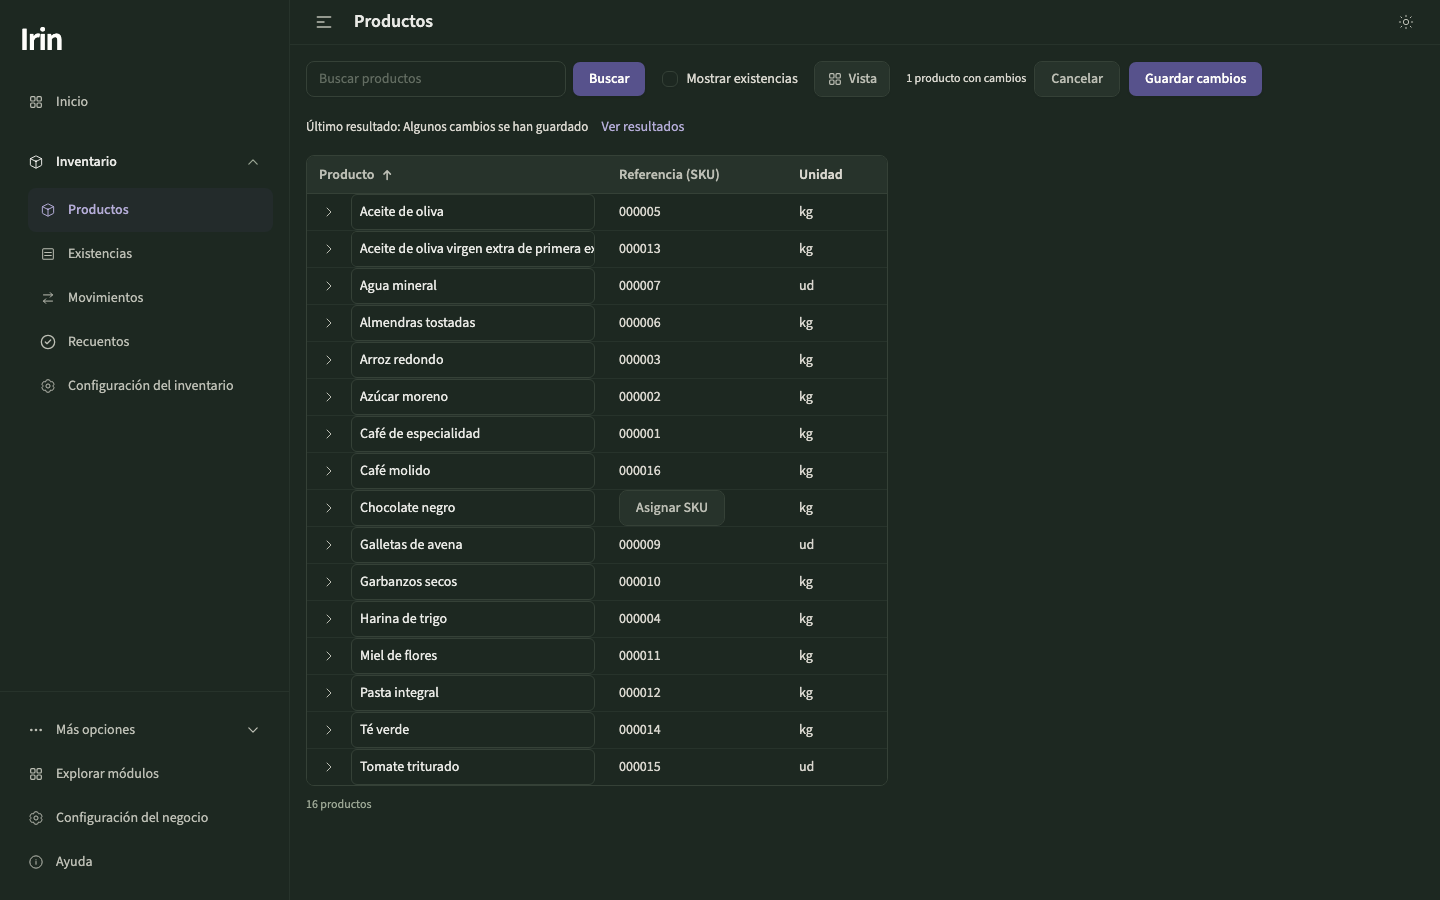 Irin
Productos
Inicio
Inventario
Productos
Existencias
Movimientos
Recuentos
Configuración del inventario
Más opciones
Explorar módulos
Configuración del negocio
Ayuda
Buscar productos Buscar Mostrar existencias Vista 1 producto con cambios Cancelar Guardar cambios
Último resultado: Algunos cambios se han guardado Ver resultados
Producto Referencia (SKU) Unidad
Aceite de oliva 000005 kg
Aceite de oliva virgen extra de primera ex 000013 kg
Agua mineral 000007 ud
Almendras tostadas 000006 kg
Arroz redondo 000003 kg
Azúcar moreno 000002 kg
Café de especialidad 000001 kg
Café molido 000016 kg
Chocolate negro Asignar SKU kg
Galletas de avena 000009 ud
Garbanzos secos 000010 kg
Harina de trigo 000004 kg
Miel de flores 000011 kg
Pasta integral 000012 kg
Té verde 000014 kg
Tomate triturado 000015 ud
16 productos